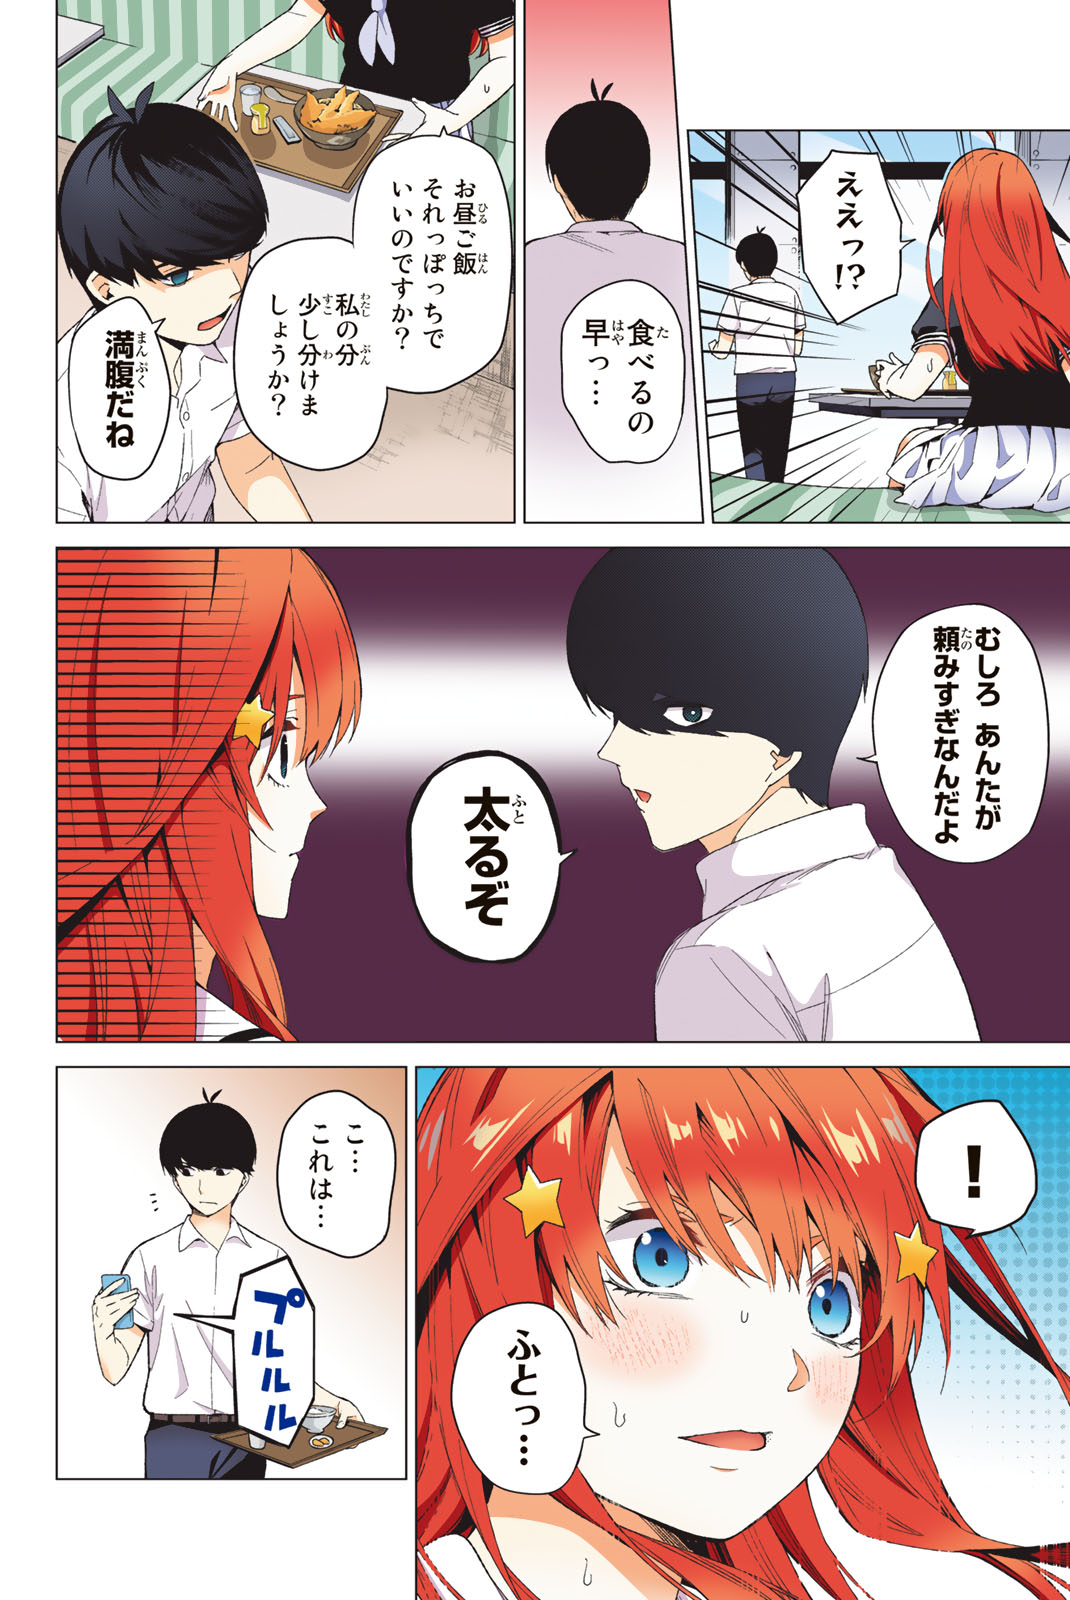 ええっ!?
食べるの
早っ…
お昼ご飯
それっぽっちで
いいのですか?
私の分
少し分けま
しょうか?
満腹だね
むしろ あんたが
頼みすぎなんだよ
太るぞ
!
ふとっ…
こ…
これは…
プルルル